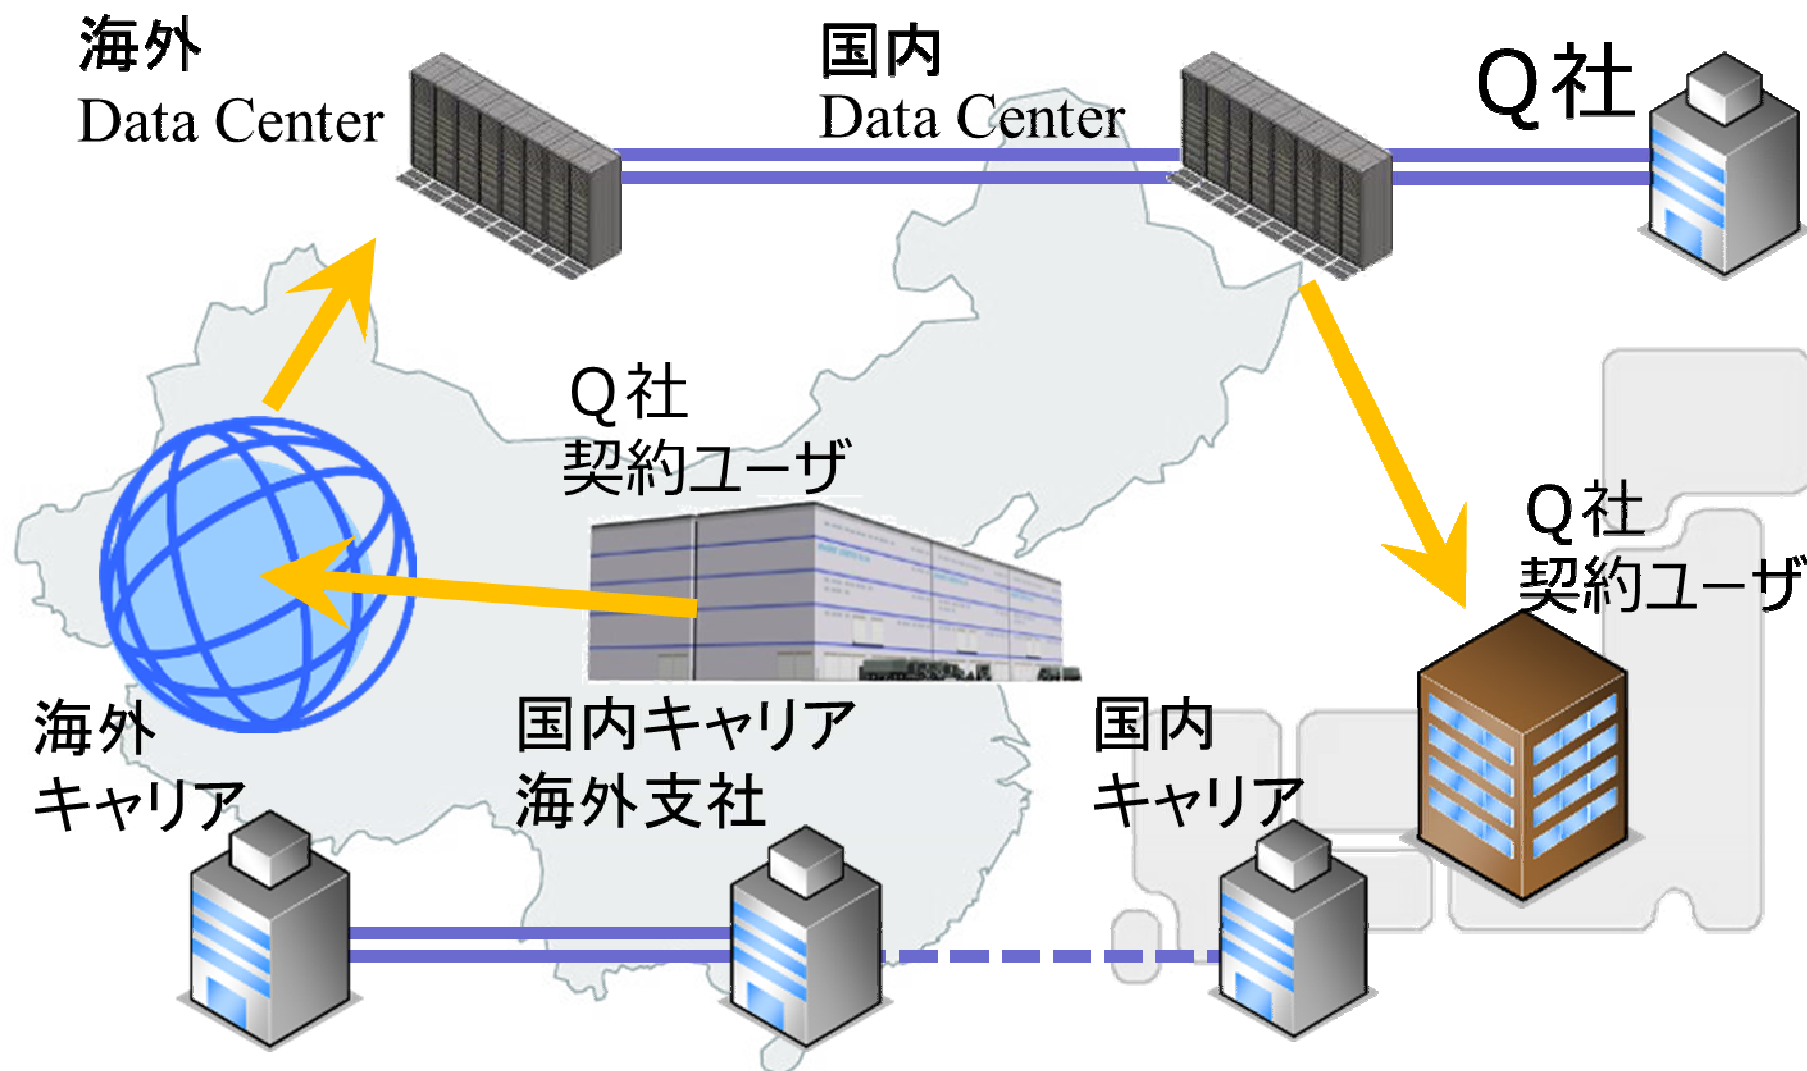 海外
Data Center
国内
Data Center
Q社
Q社
契約ユーザ
Q社
契約ユーザ
海外
キャリア
国内キャリア
海外支社
国内
キャリア